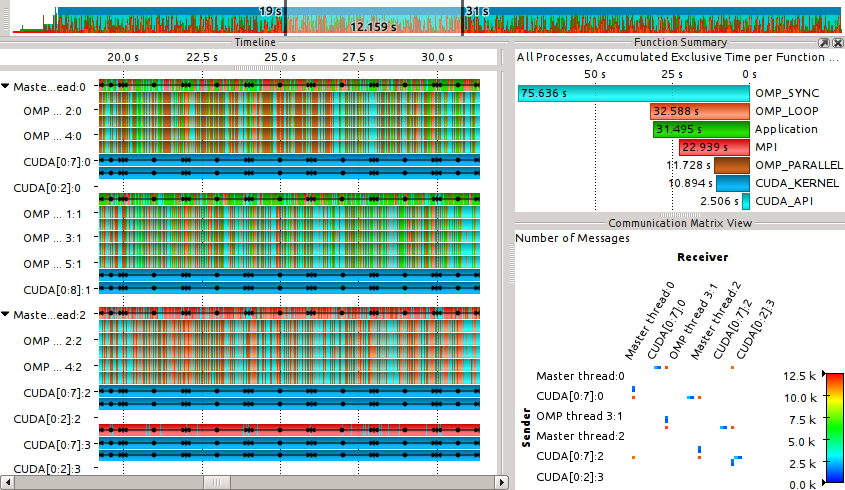 19 s 31 s
12.159 s
Timeline
20,0 s 22,5 s 25,0 s 27,5 s 30,0 s
Maste...ead:0
OMP ... 2:0
OMP ... 4:0
CUDA[0:7]:0
CUDA[0:2]:0
OMP ... 1:1
OMP ... 3:1
OMP ... 5:1
CUDA[0:8]:1
Maste...ead:2
OMP ... 2:2
OMP ... 4:2
CUDA[0:7]:2
CUDA[0:2]:2
CUDA[0:7]:3
CUDA[0:2]:3
Function Summary
All Processes, Accumulated Exclusive Time per Function ...
50 s 25 s 0 s
75.636 s OMP_SYNC
32.588 s OMP_LOOP
31.495 s Application
22.939 s MPI
11.728 s OMP_PARALLEL
10.894 s CUDA_KERNEL
2.506 s CUDA_API
Communication Matrix View
Number of Messages
Receiver
Master thread:0
CUDA[0:7]:0
OMP thread 3:1
Master thread:2
CUDA[0:7]:2
CUDA[0:2]:3
Sender
Master thread:0
CUDA[0:7]:0
OMP thread 3:1
Master thread:2
CUDA[0:7]:2
CUDA[0:2]:3
12.5 k
10.0 k
7.5 k
5.0 k
2.5 k
0.0 k